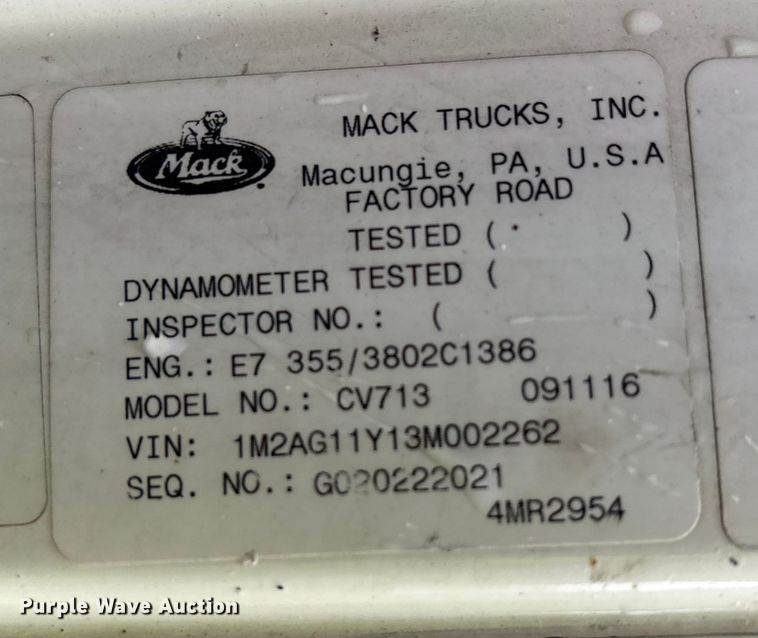 Mack
MACK TRUCKS, INC.
Macungie, PA, U.S.A
FACTORY ROAD
TESTED ( )
DYNAMOMETER TESTED ( )
INSPECTOR NO.: ( )
ENG.: E7 355/3802C1386
MODEL NO.: CV713 091116
VIN: 1M2AG11Y13M002262
SEQ. NO.: G020222021
4MR2954
Purple Wave Auction